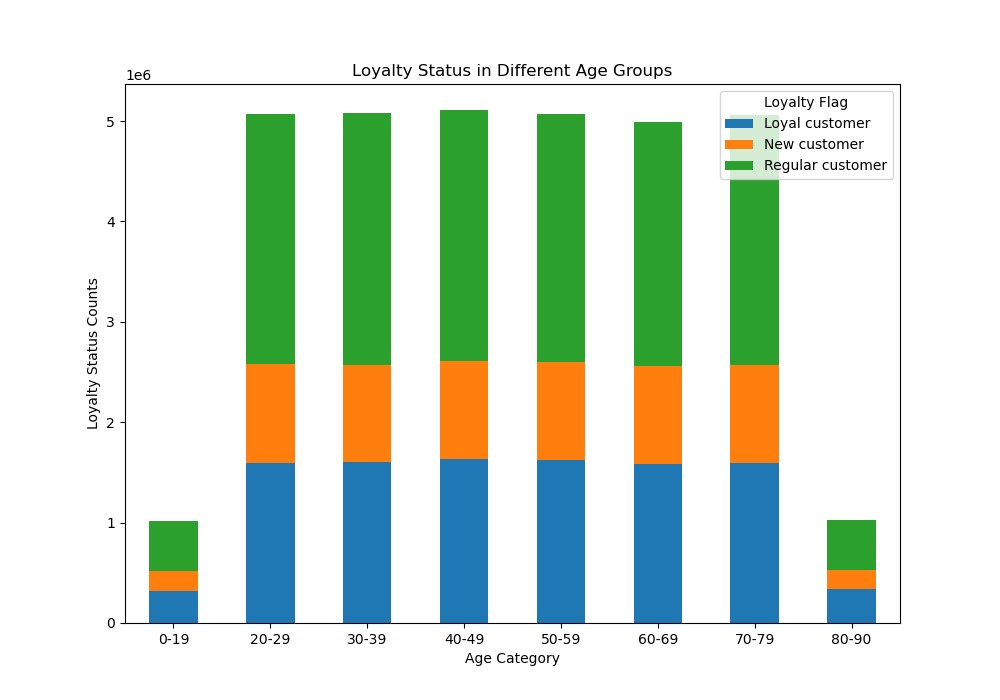 Loyalty Status in Different Age Groups
1e6
Loyalty Flag
Loyal customer
New customer
Regular customer
5
4
3
2
1
0
Loyalty Status Counts
0-19 20-29 30-39 40-49 50-59 60-69 70-79 80-90
Age Category